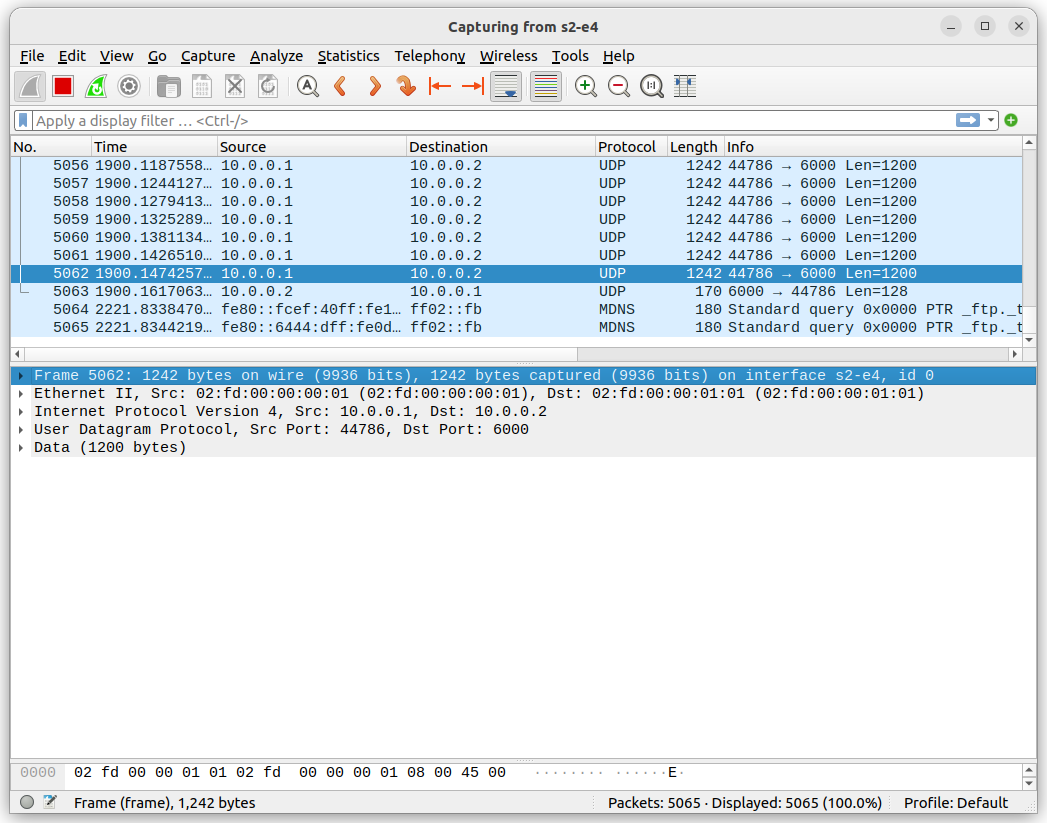 Capturing from s2-e4
File Edit View Go Capture Analyze Statistics Telephony Wireless Tools Help
Apply a display filter … <Ctrl-/>
No. Time Source Destination Protocol Length Info
5056 1900.1187558… 10.0.0.1 10.0.0.2 UDP 1242 44786 → 6000 Len=1200
5057 1900.1244127… 10.0.0.1 10.0.0.2 UDP 1242 44786 → 6000 Len=1200
5058 1900.1279413… 10.0.0.1 10.0.0.2 UDP 1242 44786 → 6000 Len=1200
5059 1900.1325289… 10.0.0.1 10.0.0.2 UDP 1242 44786 → 6000 Len=1200
5060 1900.1381134… 10.0.0.1 10.0.0.2 UDP 1242 44786 → 6000 Len=1200
5061 1900.1426510… 10.0.0.1 10.0.0.2 UDP 1242 44786 → 6000 Len=1200
5062 1900.1474257… 10.0.0.1 10.0.0.2 UDP 1242 44786 → 6000 Len=1200
5063 1900.1617063… 10.0.0.2 10.0.0.1 UDP 170 6000 → 44786 Len=128
5064 2221.8338470… fe80::fcef:40ff:fe1… ff02::fb MDNS 180 Standard query 0x0000 PTR _ftp._t
5065 2221.8344219… fe80::6444:dff:fe0d… ff02::fb MDNS 180 Standard query 0x0000 PTR _ftp._t
Frame 5062: 1242 bytes on wire (9936 bits), 1242 bytes captured (9936 bits) on interface s2-e4, id 0
Ethernet II, Src: 02:fd:00:00:00:01 (02:fd:00:00:00:01), Dst: 02:fd:00:00:01:01 (02:fd:00:00:01:01)
Internet Protocol Version 4, Src: 10.0.0.1, Dst: 10.0.0.2
User Datagram Protocol, Src Port: 44786, Dst Port: 6000
Data (1200 bytes)
0000 02 fd 00 00 01 01 02 fd 00 00 00 01 08 00 45 00 ········ ······E·
Frame (frame), 1,242 bytes Packets: 5065 · Displayed: 5065 (100.0%) Profile: Default